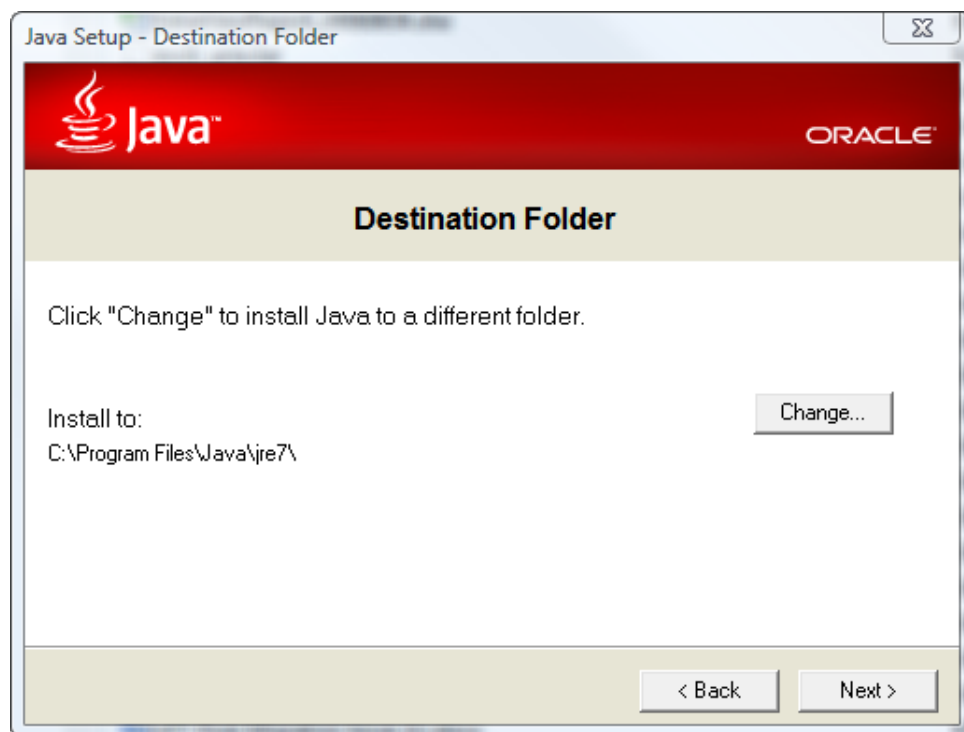 Java Setup - Destination Folder
Java™
ORACLE®
Destination Folder
Click "Change" to install Java to a different folder.
Install to:
Change...
C:\Program Files\Java\jre7\
< Back
Next >